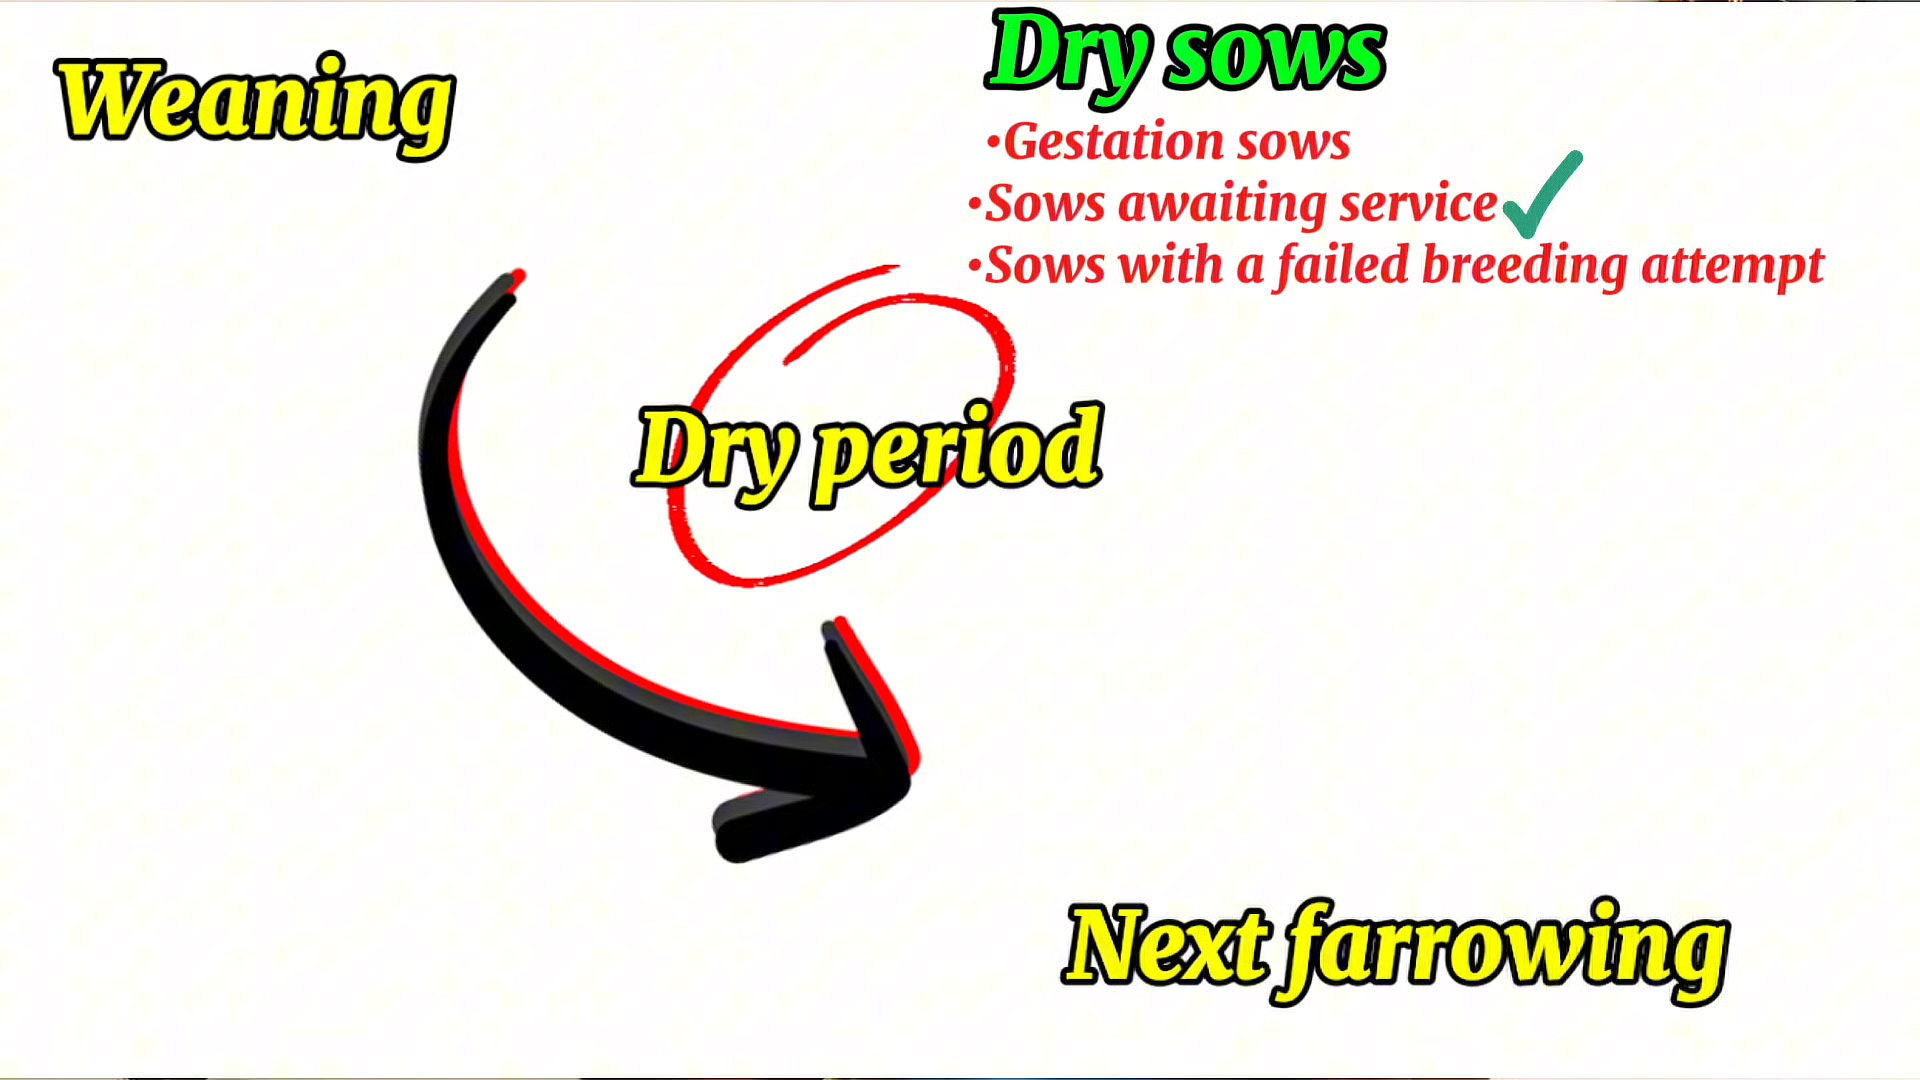 Dry sows
Weaning
•Gestation sows
•Sows awaiting service
•Sows with a failed breeding attempt
Dry period
Next farrowing